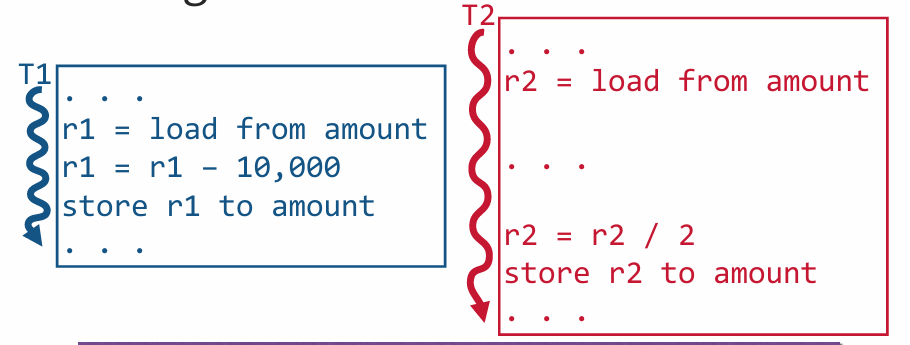 T1
. . .
r1 = load from amount
r1 = r1 – 10,000
store r1 to amount
. . .
T2
. . .
r2 = load from amount
. . .
r2 = r2 / 2
store r2 to amount
. . .